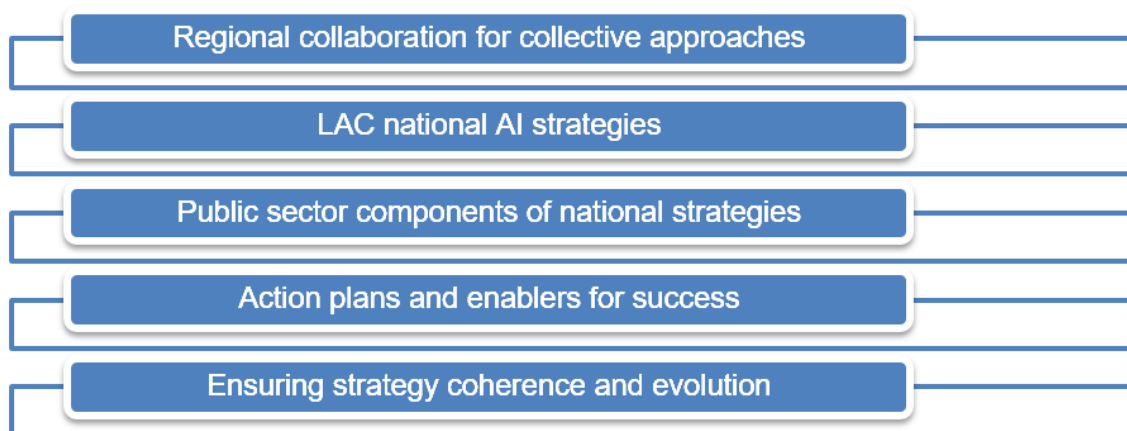 Regional collaboration for collective approaches
LAC national AI strategies
Public sector components of national strategies
Action plans and enablers for success
Ensuring strategy coherence and evolution